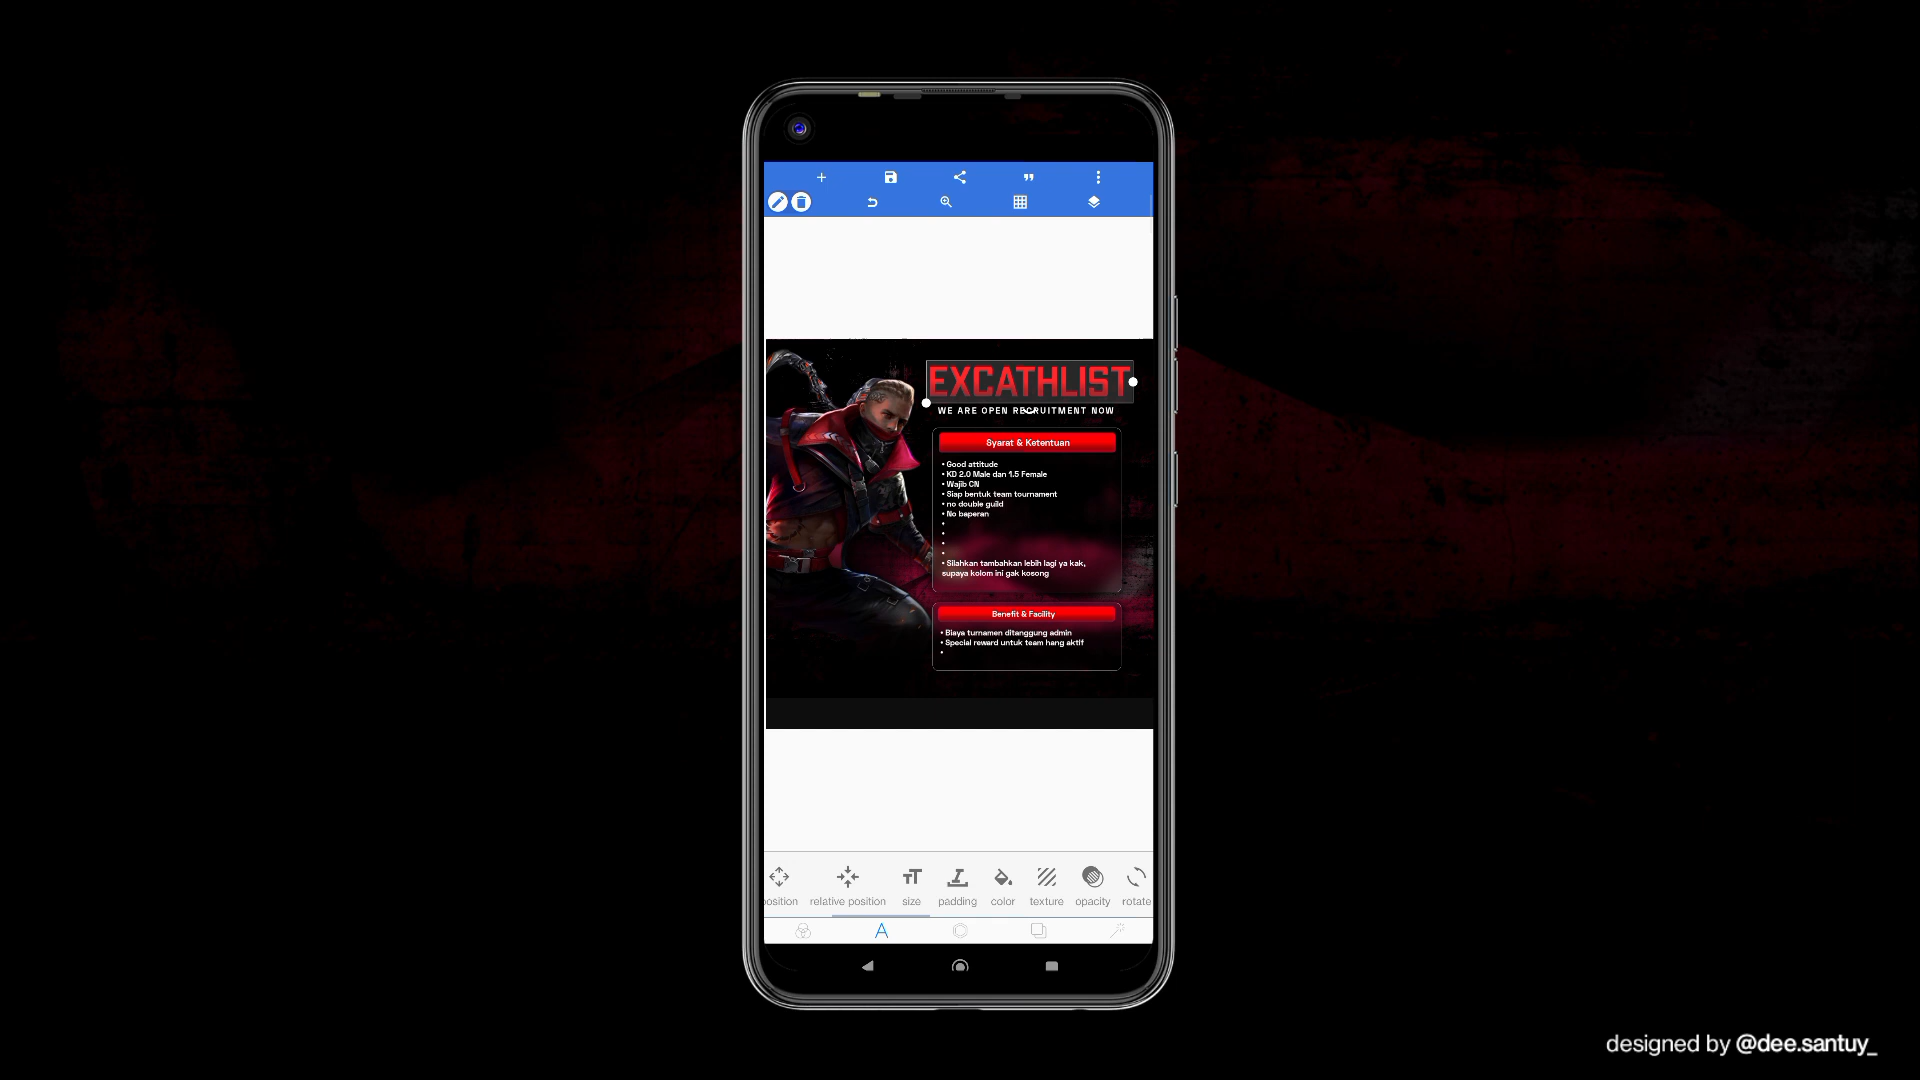 EXCATHLIST
WE ARE OPEN RECRUITMENT NOW
Syarat & Ketentuan
• Good attitude
• KD 2.0 Male dan 1.5 Female
• Wajib CN
• Siap bentuk team tournament
• no double guild
• No baperan
•
•
•
•
• Silahkan tambahkan lebih lagi ya kak,
supaya kolom ini gak kosong
Benefit & Facility
• Biaya turnamen ditanggung admin
• Special reward untuk team hang aktif
•
osition relative position size padding color texture opacity rotate
A
designed by @dee.santuy_